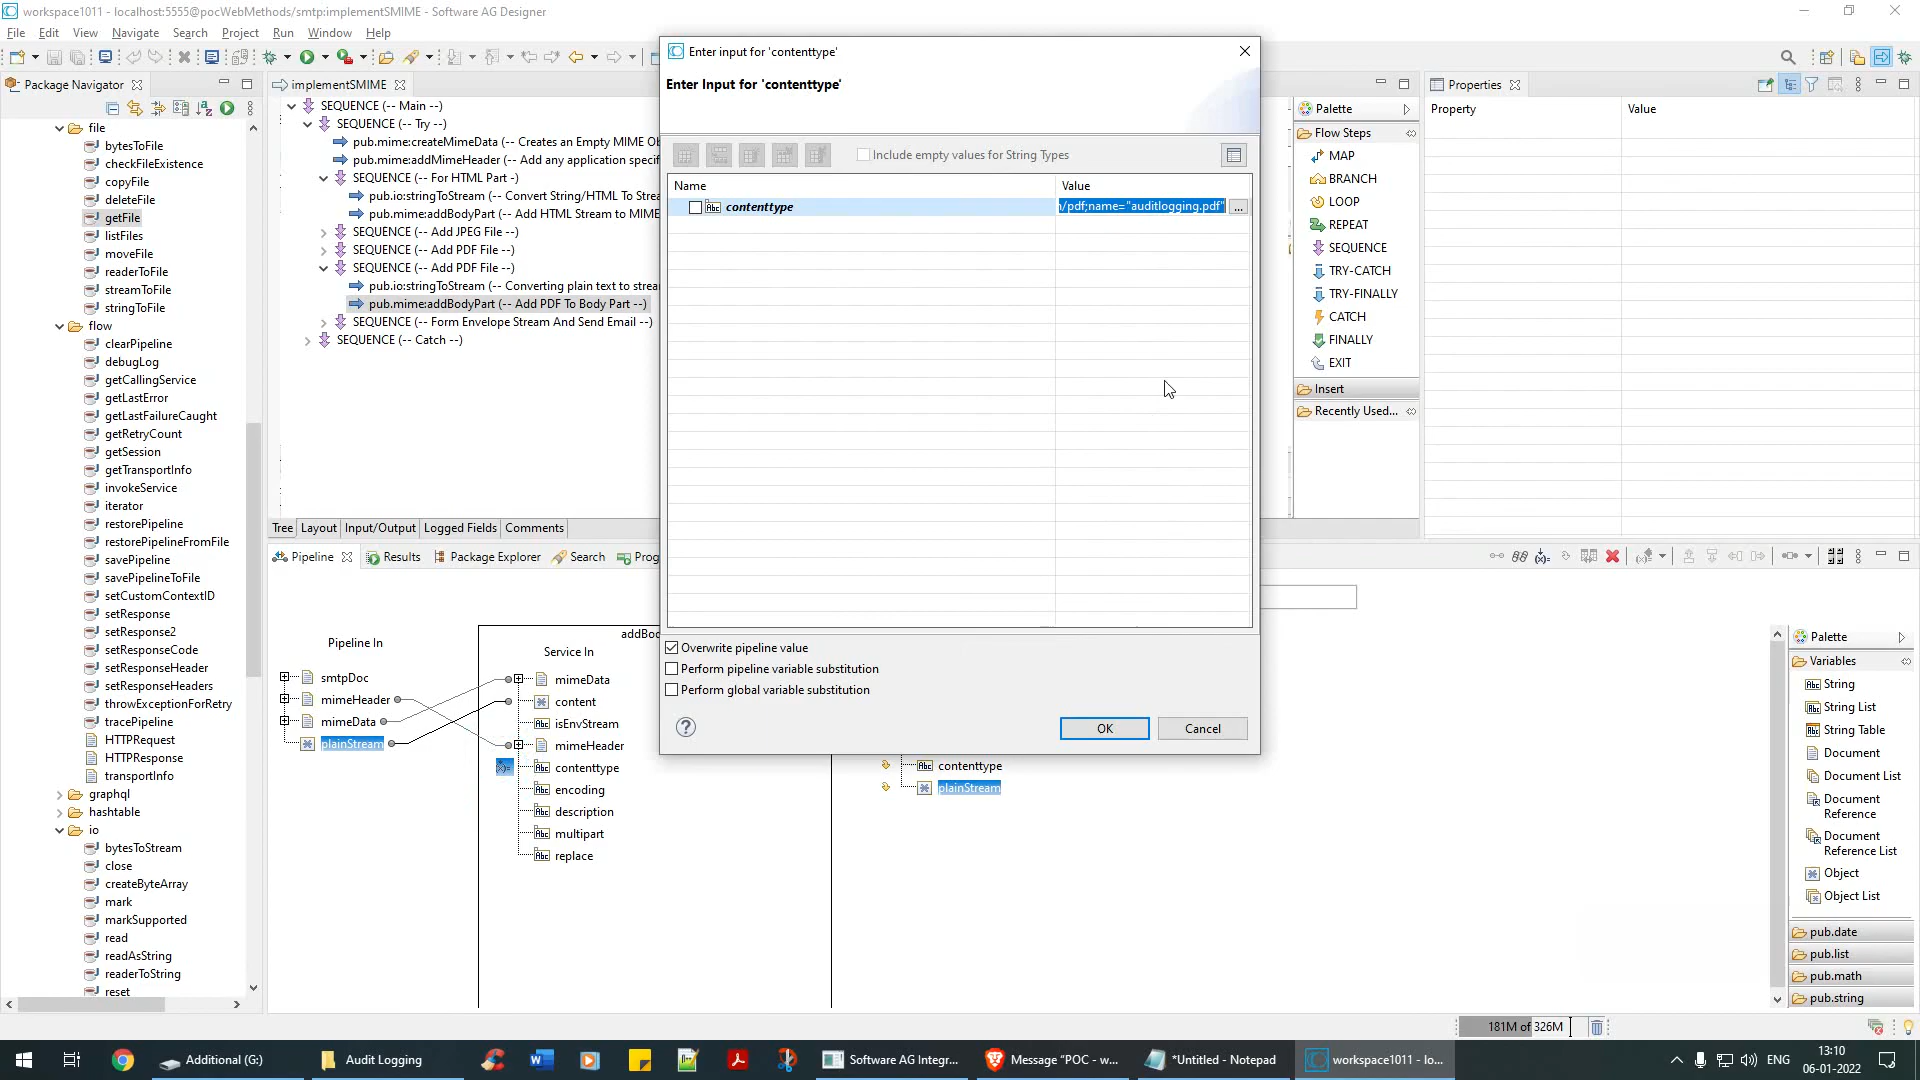 workspace1011 - localhost:5555@pocWebMethods/smtp:implementSMIME - Software AG Designer
File Edit View Navigate Search Project Run Window Help
Package Navigator
file
bytesToFile
checkFileExistence
copyFile
deleteFile
getFile
listFiles
moveFile
readerToFile
streamToFile
stringToFile
flow
clearPipeline
debugLog
getCallingService
getLastError
getLastFailureCaught
getRetryCount
getSession
getTransportInfo
invokeService
iterator
restorePipeline
restorePipelineFromFile
savePipeline
savePipelineToFile
setCustomContextID
setResponse
setResponse2
setResponseCode
setResponseHeader
setResponseHeaders
throwExceptionForRetry
tracePipeline
HTTPRequest
HTTPResponse
transportInfo
graphql
hashtable
io
bytesToStream
close
createByteArray
mark
markSupported
read
readAsString
readerToString
reset
implementSMIME
SEQUENCE (-- Main --)
SEQUENCE (-- Try --)
pub.mime:createMimeData (-- Creates an Empty MIME Ob
pub.mime:addMimeHeader (-- Add any application specif
SEQUENCE (-- For HTML Part -)
pub.io:stringToStream (-- Convert String/HTML To Strea
pub.mime:addBodyPart (-- Add HTML Stream to MIME
SEQUENCE (-- Add JPEG File --)
SEQUENCE (-- Add PDF File --)
SEQUENCE (-- Add PDF File --)
pub.io:stringToStream (-- Converting plain text to strea
pub.mime:addBodyPart (-- Add PDF To Body Part --)
SEQUENCE (-- Form Envelope Stream And Send Email --)
SEQUENCE (-- Catch --)
Tree Layout Input/Output Logged Fields Comments
Pipeline Results Package Explorer Search Prog
Pipeline In
smtpDoc
mimeHeader
mimeData
plainStream
addBo
Service In
mimeData
content
isEnvStream
mimeHeader
contenttype
encoding
description
multipart
replace
contenttype
plainStream
Enter input for 'contenttype'
Enter Input for 'contenttype'
Include empty values for String Types
Name Value
contenttype /pdf;name="auditlogging.pdf" ...
Overwrite pipeline value
Perform pipeline variable substitution
Perform global variable substitution
OK Cancel
Palette
Flow Steps
MAP
BRANCH
LOOP
REPEAT
SEQUENCE
TRY-CATCH
TRY-FINALLY
CATCH
FINALLY
EXIT
Insert
Recently Used...
Properties
Property Value
Palette
Variables
String
String List
String Table
Document
Document List
Document
Reference
Document
Reference List
Object
Object List
pub.date
pub.list
pub.math
pub.string
181M of 326M
Additional (G:)
Audit Logging
Software AG Integr...
Message "POC - w...
*Untitled - Notepad
workspace1011 - lo...
ENG
13:10
06-01-2022